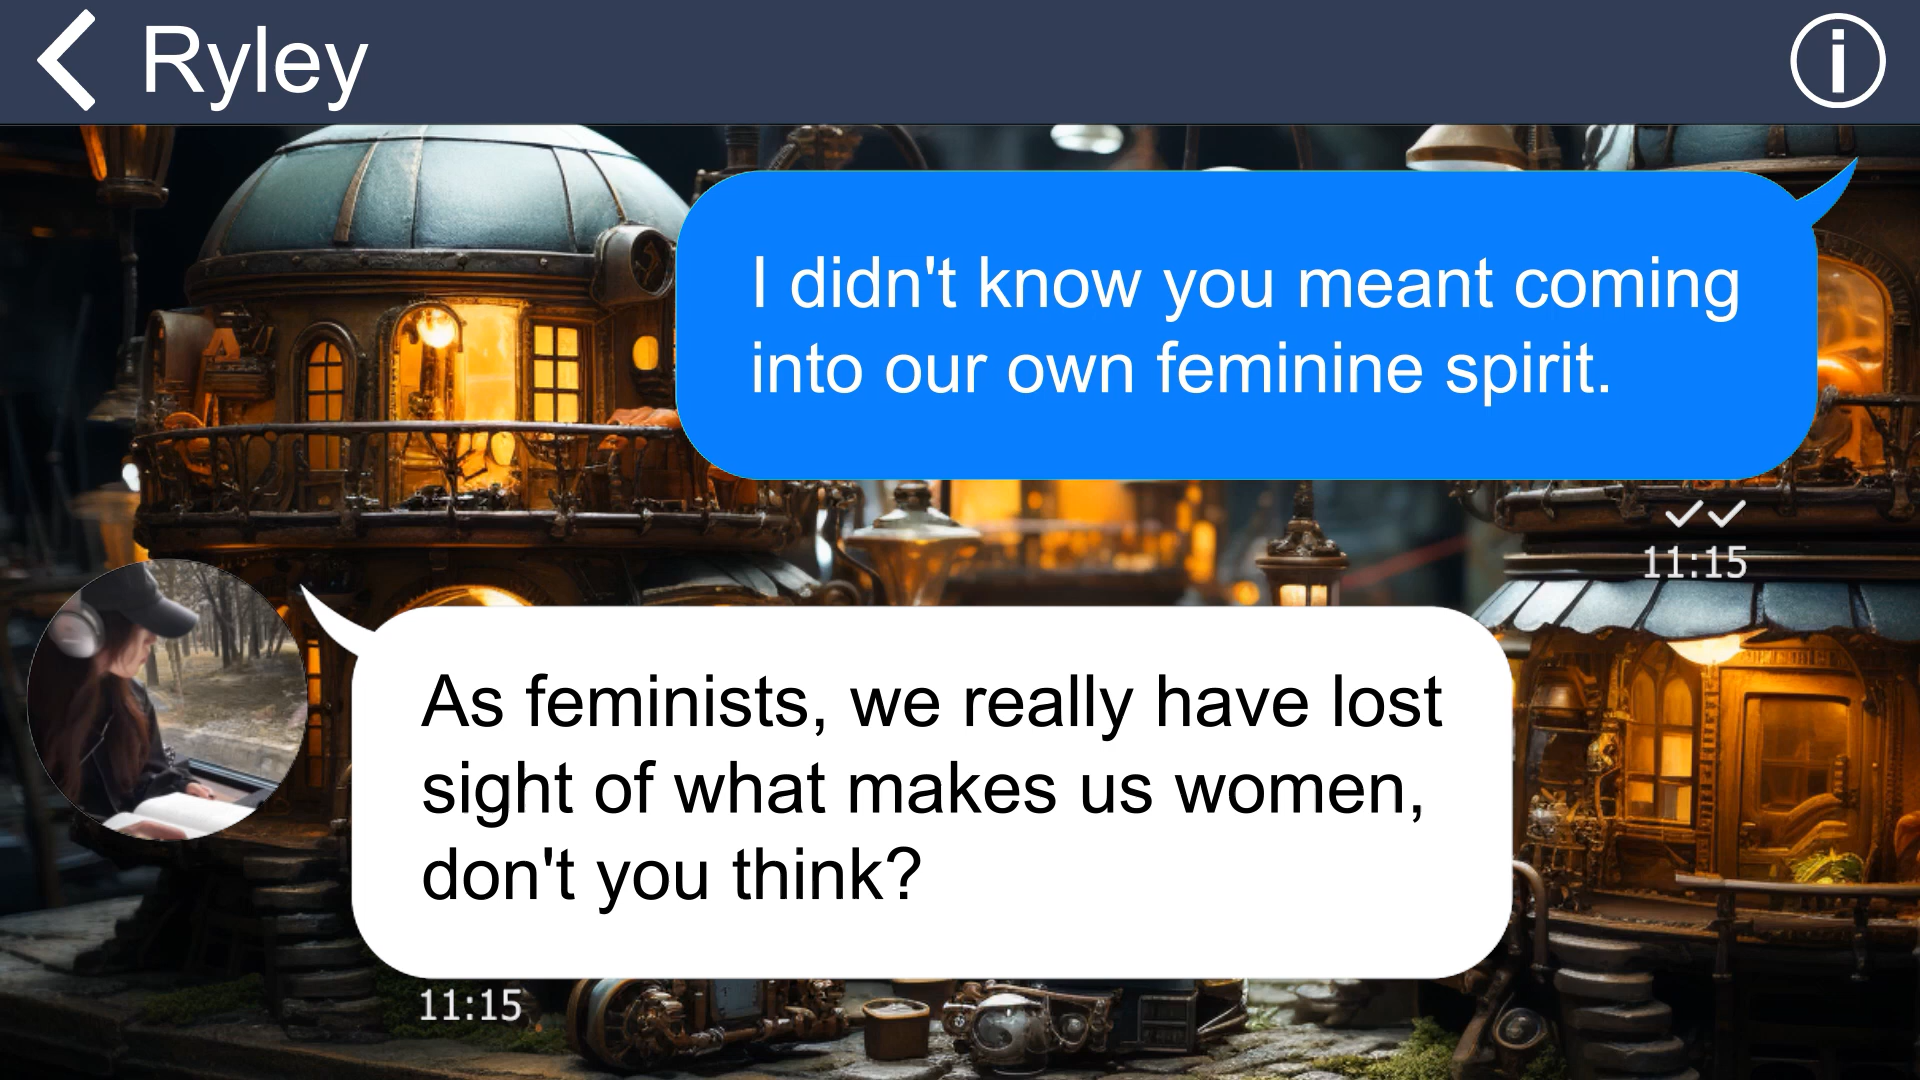 Ryley
I didn't know you meant coming
into our own feminine spirit.
11:15
As feminists, we really have lost
sight of what makes us women,
don't you think?
11:15